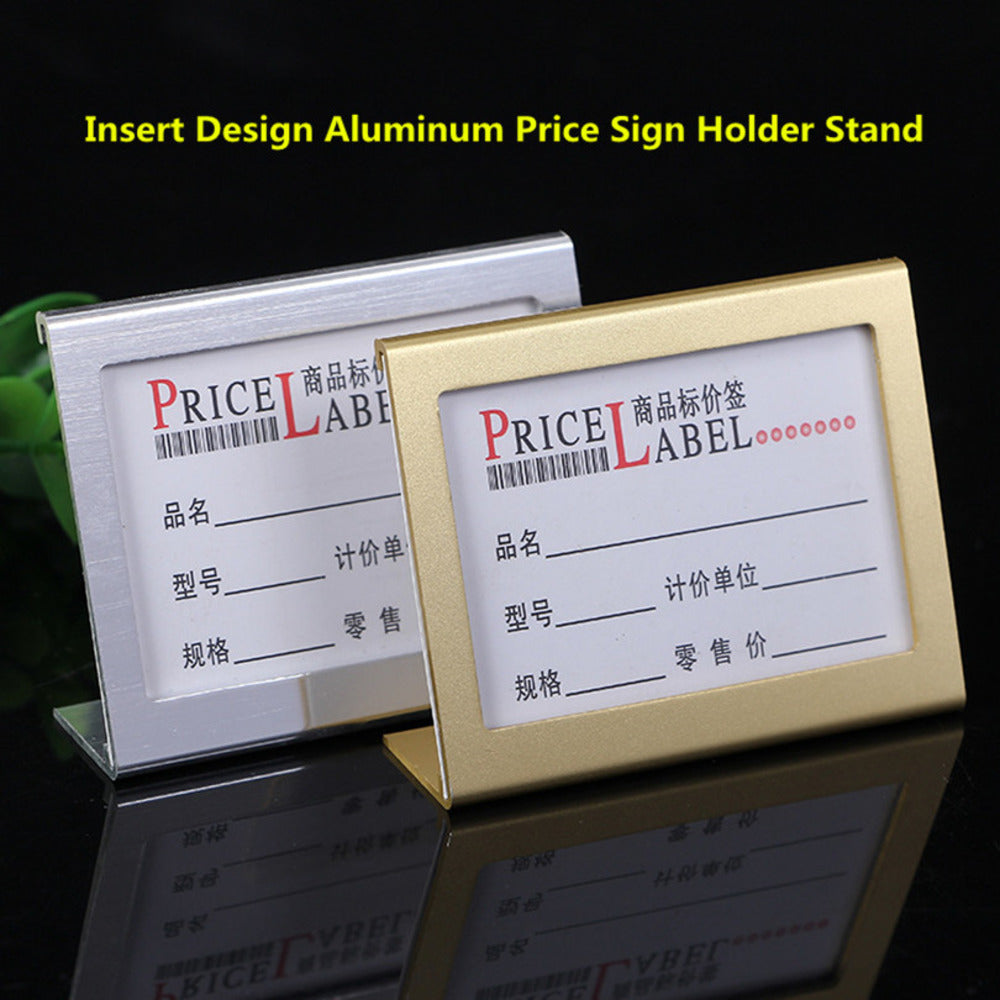 Insert Design Aluminum Price Sign Holder Stand
商品标价
PRICE LABE
品名
型号 计价单
规格 零售
商品标价签
PRICE LABEL
品名
型号 计价单位
规格 零售价